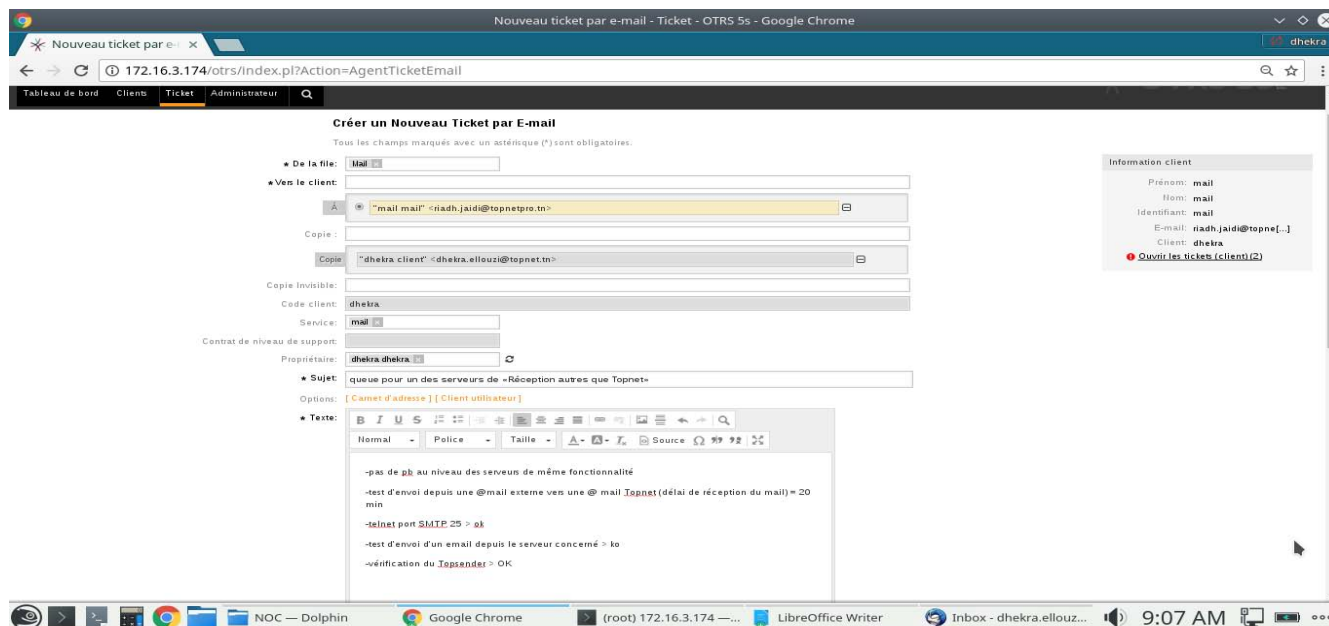 Nouveau ticket par e-mail - Ticket - OTRS 5s - Google Chrome
Nouveau ticket par e-
dhekra
172.16.3.174/otrs/index.pl?Action=AgentTicketEmail
Tableau de bord Clients Ticket Administrateur
Créer un Nouveau Ticket par E-mail
Tous les champs marqués avec un astérisque (*) sont obligatoires.
* De la file: Mail
* Vers le client:
À "mail mail" <riadh.jaidi@topnetpro.tn>
Copie :
Copie "dhekra client" <dhekra.ellouzi@topnet.tn>
Copie Invisible:
Code client: dhekra
Service: mail
Contrat de niveau de support:
Propriétaire: dhekra dhekra
* Sujet: queue pour un des serveurs de «Réception autres que Topnet»
Options: [ Carnet d'adresse ] [ Client utilisateur ]
* Texte:
B I U S
Normal Police Taille A A Source
-pas de pb au niveau des serveurs de même fonctionnalité
-test d'envoi depuis une @mail externe vers une @ mail Topnet (délai de réception du mail) = 20
min
-telnet port SMTP 25 > ok
-test d'envoi d'un email depuis le serveur concerné > ko
-vérification du Topsender > OK
Information client
Prénom: mail
Nom: mail
Identifiant: mail
E-mail: riadh.jaidi@topne[...]
Client: dhekra
Ouvrir les tickets (client) (2)
NOC — Dolphin
Google Chrome
(root) 172.16.3.174 —...
LibreOffice Writer
Inbox - dhekra.ellouz...
9:07 AM